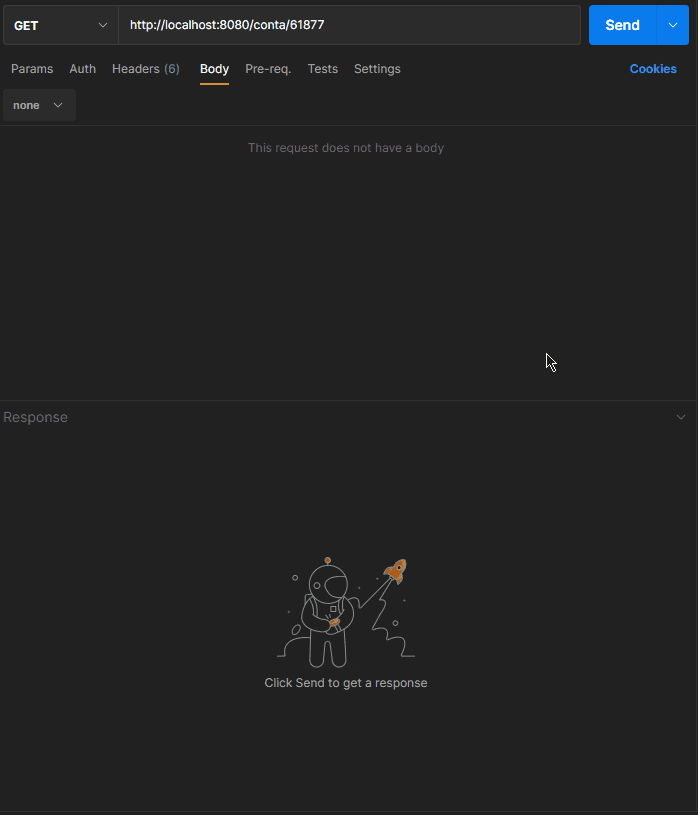 GET http://localhost:8080/conta/61877 Send
Params Auth Headers (6) Body Pre-req. Tests Settings Cookies
none
This request does not have a body
Response
Click Send to get a response